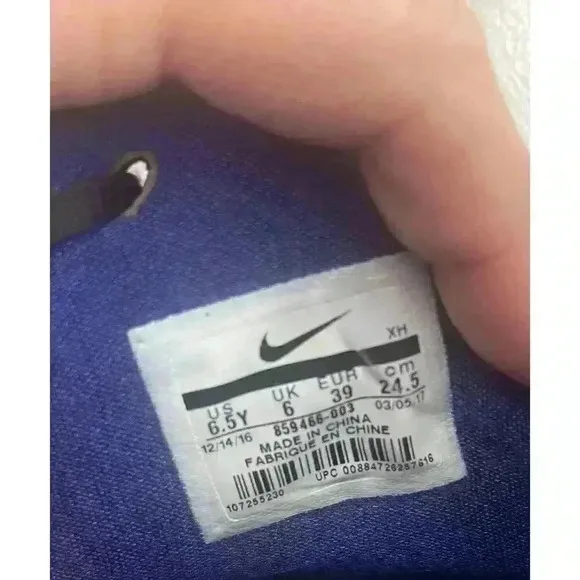 XH
US UK EUR cm
6.5Y 6 39 24.5
12/14/16 859466-003 03/05/17
MADE IN CHINA
FABRIQUE EN CHINE
107255230 UPC 00884726287616